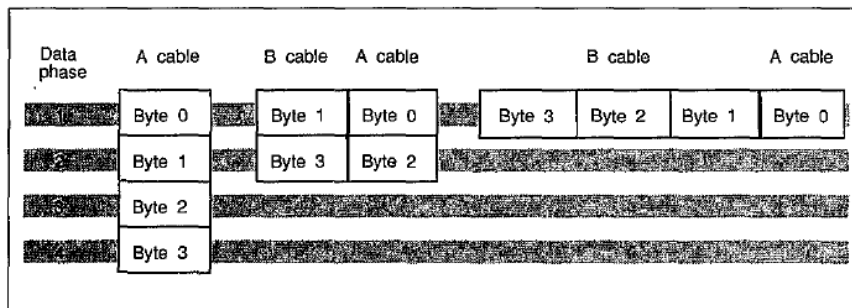 Data phase
A cable B cable A cable B cable A cable
Byte 0 Byte 1 Byte 0 Byte 3 Byte 2 Byte 1 Byte 0
Byte 1 Byte 3 Byte 2
Byte 2
Byte 3